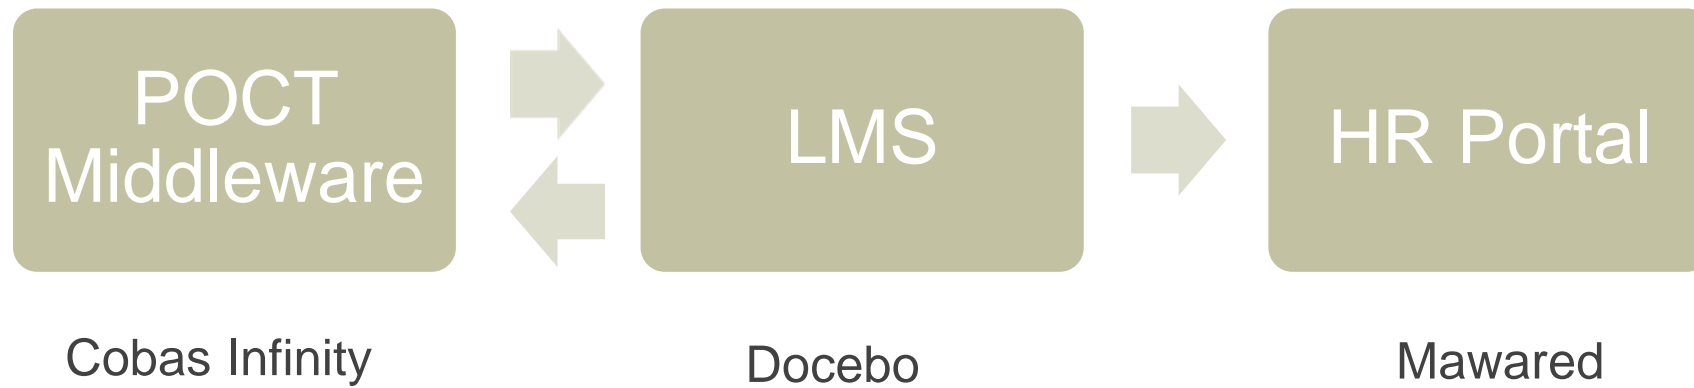 POCT
Middleware
LMS
HR Portal
Cobas Infinity
Docebo
Mawared